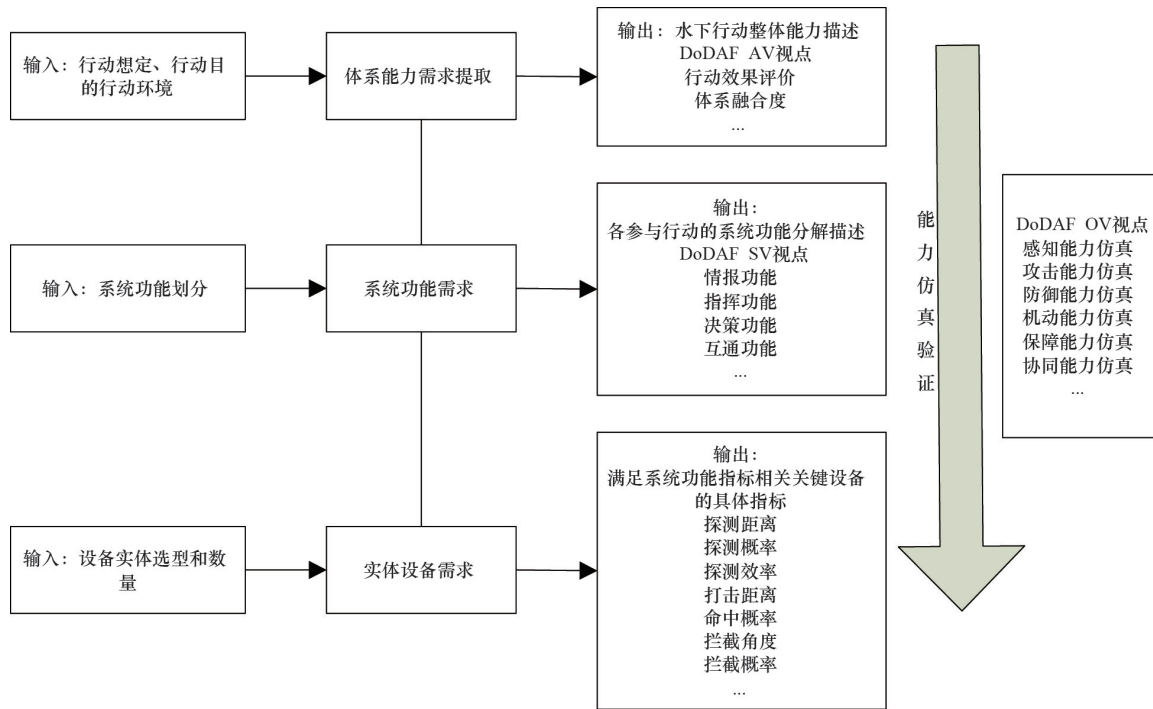 输入：行动想定、行动目
的行动环境
体系能力需求提取
输出：水下行动整体能力描述
DoDAF AV视点
行动效果评价
体系融合度
...
输入：系统功能划分
系统功能需求
输出：
各参与行动的系统功能分解描述
DoDAF SV视点
情报功能
指挥功能
决策功能
互通功能
...
输入：设备实体选型和数
量
实体设备需求
输出：
满足系统功能指标相关关键设备
的具体指标
探测距离
探测概率
探测效率
打击距离
命中概率
拦截角度
拦截概率
...
能力仿真验证
DoDAF OV视点
感知能力仿真
攻击能力仿真
防御能力仿真
机动能力仿真
保障能力仿真
协同能力仿真
...